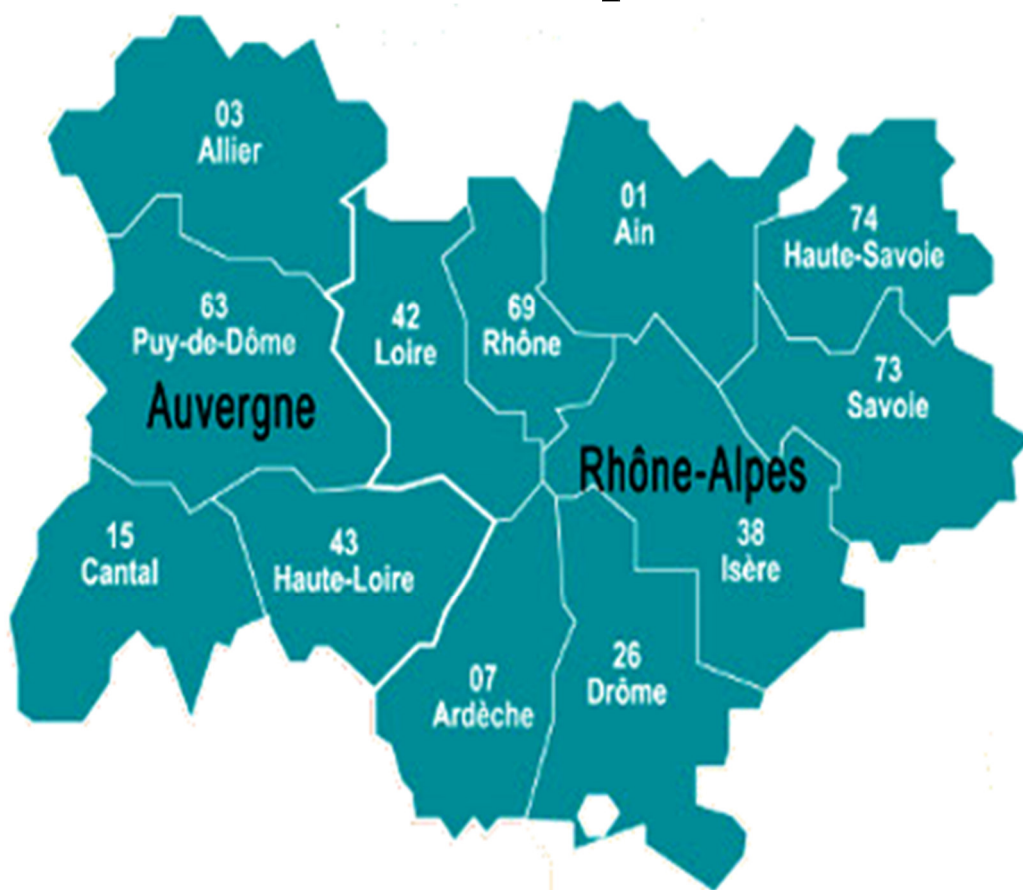 03
Allier
01
Ain
74
Haute-Savoie
63
Puy-de-Dôme
42
Loire
69
Rhône
73
Savoie
Auvergne
Rhône-Alpes
15
Cantal
43
Haute-Loire
38
Isère
07
Ardèche
26
Drôme